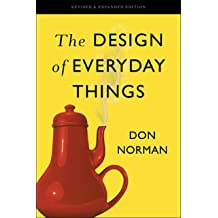 REVISED & EXPANDED EDITION
The DESIGN
of EVERYDAY
THINGS
DON
NORMAN